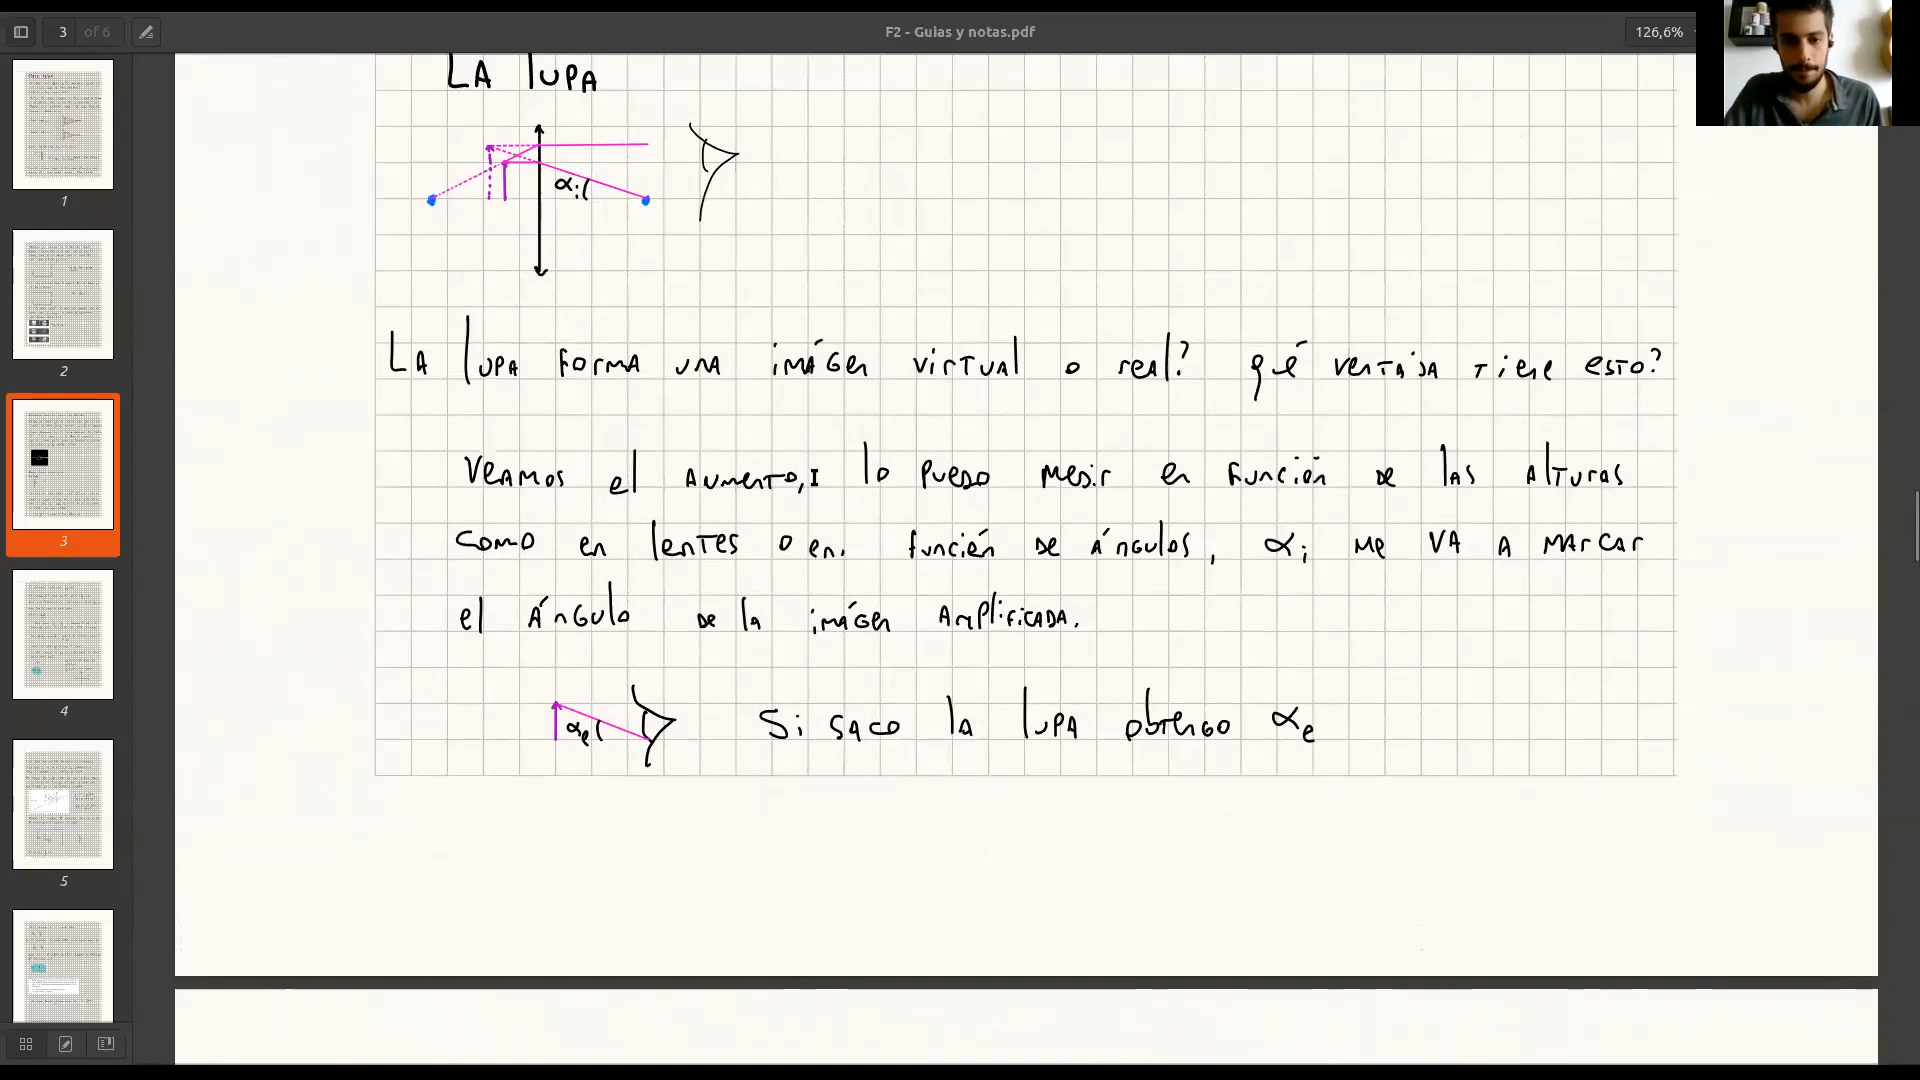 3 of 6
F2 - Guias y notas.pdf
126,6%
LA lUPA
αi
LA lUPA FORMA UNA iMÁGEn VirTUAl o reAl? QUÉ VenTAJA TIene ESTO?
VEAMOS el AUMENTO, I lo PUEDO MEDIR en FUnCIÓn DE lAS AlTURAS
COMO en lenTES O en. FUnCIÓn DE ÁnGULOS, αi ME VA A MARCAR
el ÁnGUlO DE lA iMÁGEn AMPlIFICADA.
αe Si SACO lA lUPA OBTENGO αe
1
2
3
4
5